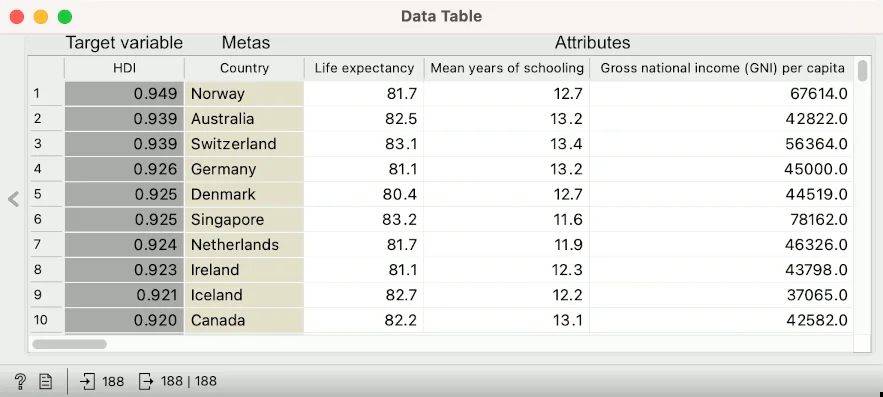 Data Table
Target variable Metas Attributes
HDI Country Life expectancy Mean years of schooling Gross national income (GNI) per capita
1 0.949 Norway 81.7 12.7 67614.0
2 0.939 Australia 82.5 13.2 42822.0
3 0.939 Switzerland 83.1 13.4 56364.0
4 0.926 Germany 81.1 13.2 45000.0
5 0.925 Denmark 80.4 12.7 44519.0
6 0.925 Singapore 83.2 11.6 78162.0
7 0.924 Netherlands 81.7 11.9 46326.0
8 0.923 Ireland 81.1 12.3 43798.0
9 0.921 Iceland 82.7 12.2 37065.0
10 0.920 Canada 82.2 13.1 42582.0
? 188 188 | 188